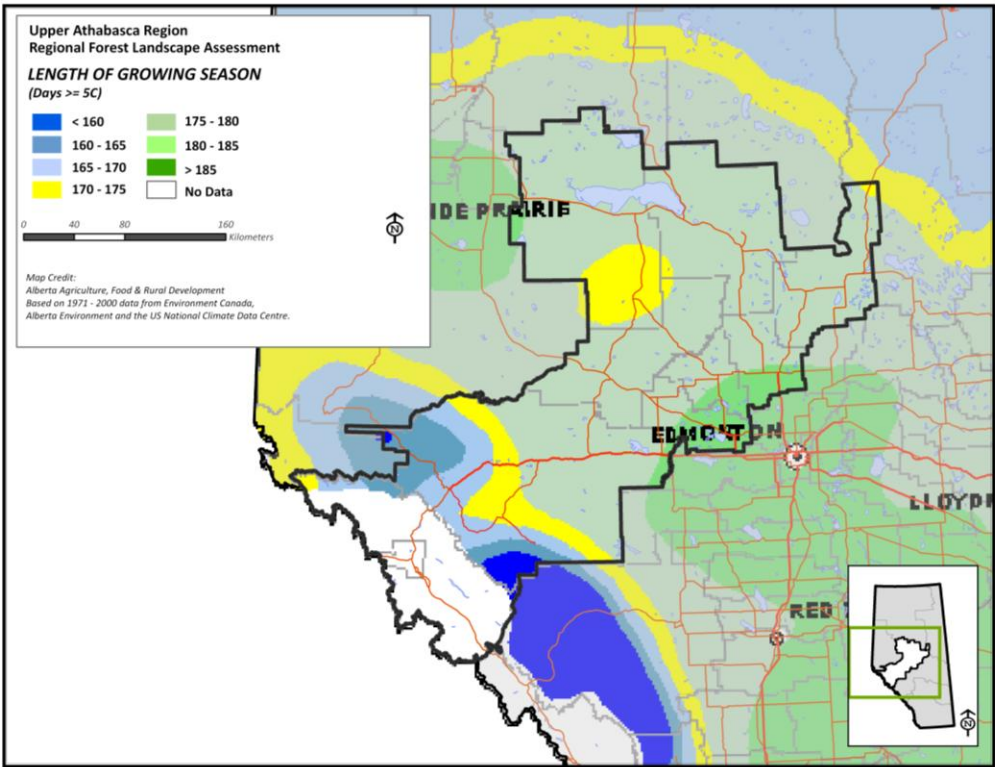 Upper Athabasca Region
Regional Forest Landscape Assessment
LENGTH OF GROWING SEASON
(Days >= 5C)
< 160
160 - 165
165 - 170
170 - 175
175 - 180
180 - 185
> 185
No Data
0 40 80 160
Kilometers
N
Map Credit:
Alberta Agriculture, Food & Rural Development
Based on 1971 - 2000 data from Environment Canada,
Alberta Environment and the US National Climate Data Centre.
IDE PRAIRIE
EDMONTON
LLOYD
RED
N